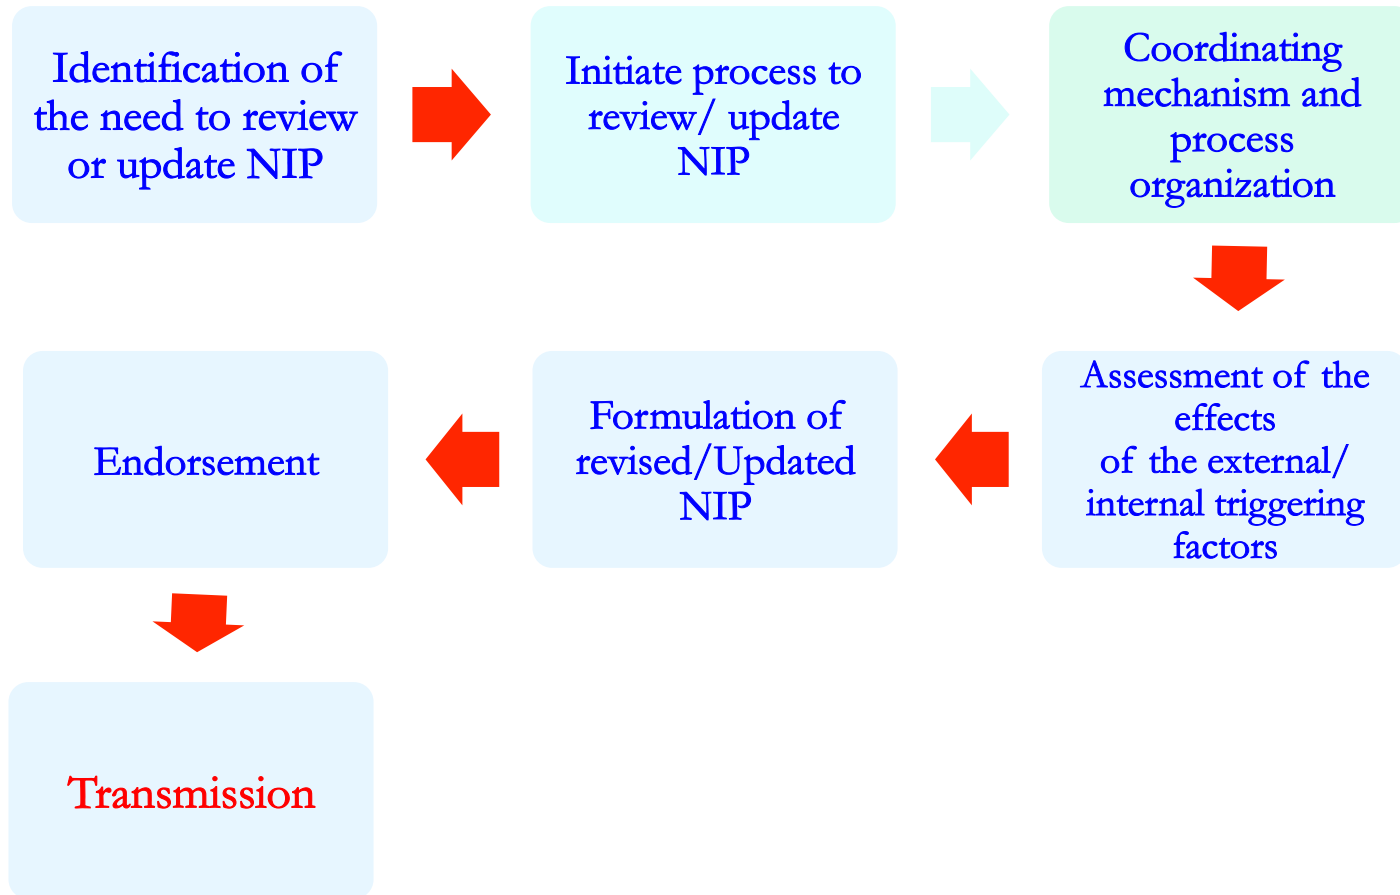 Identification of
the need to review
or update NIP
Initiate process to
review/ update
NIP
Coordinating
mechanism and
process
organization
Assessment of the
effects
of the external/
internal triggering
factors
Formulation of
revised/Updated
NIP
Endorsement
Transmission